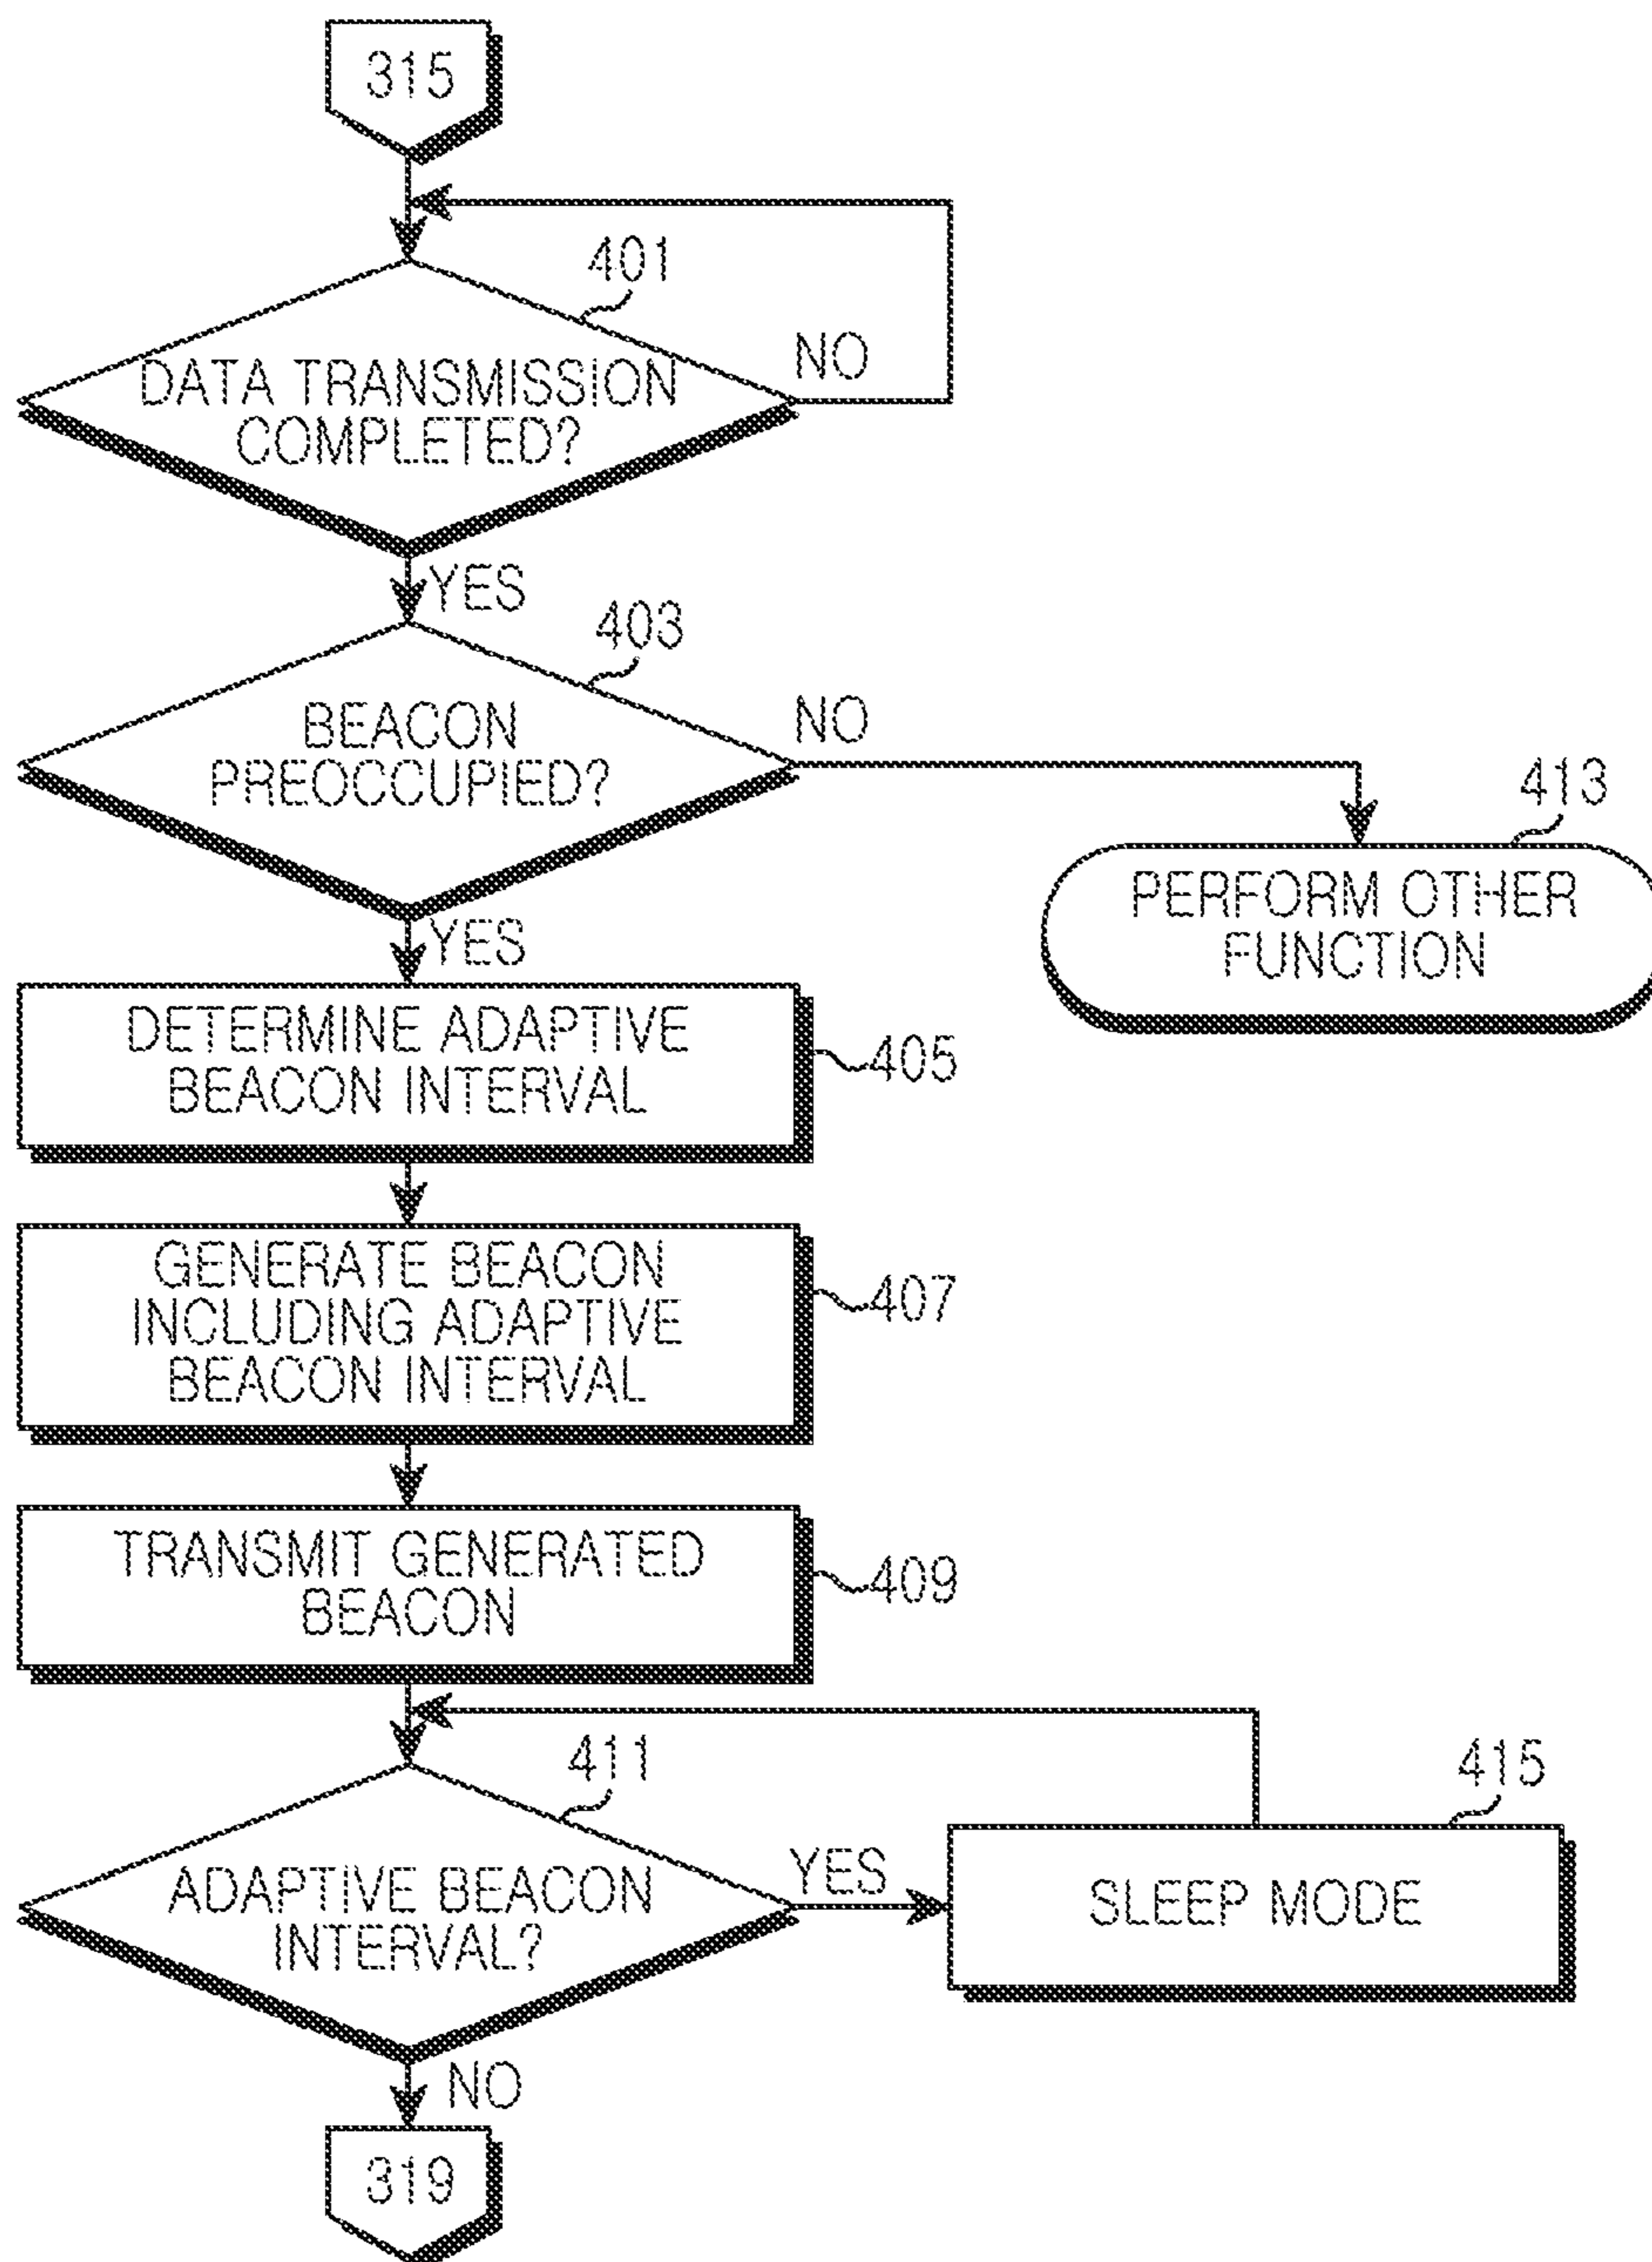 315
401
DATA TRANSMISSION
COMPLETED?
NO
YES
403
BEACON
PREOCCUPIED?
NO
413
PERFORM OTHER
FUNCTION
YES
DETERMINE ADAPTIVE
BEACON INTERVAL
405
GENERATE BEACON
INCLUDING ADAPTIVE
BEACON INTERVAL
407
TRANSMIT GENERATED
BEACON
409
411
ADAPTIVE BEACON
INTERVAL?
YES
415
SLEEP MODE
NO
319